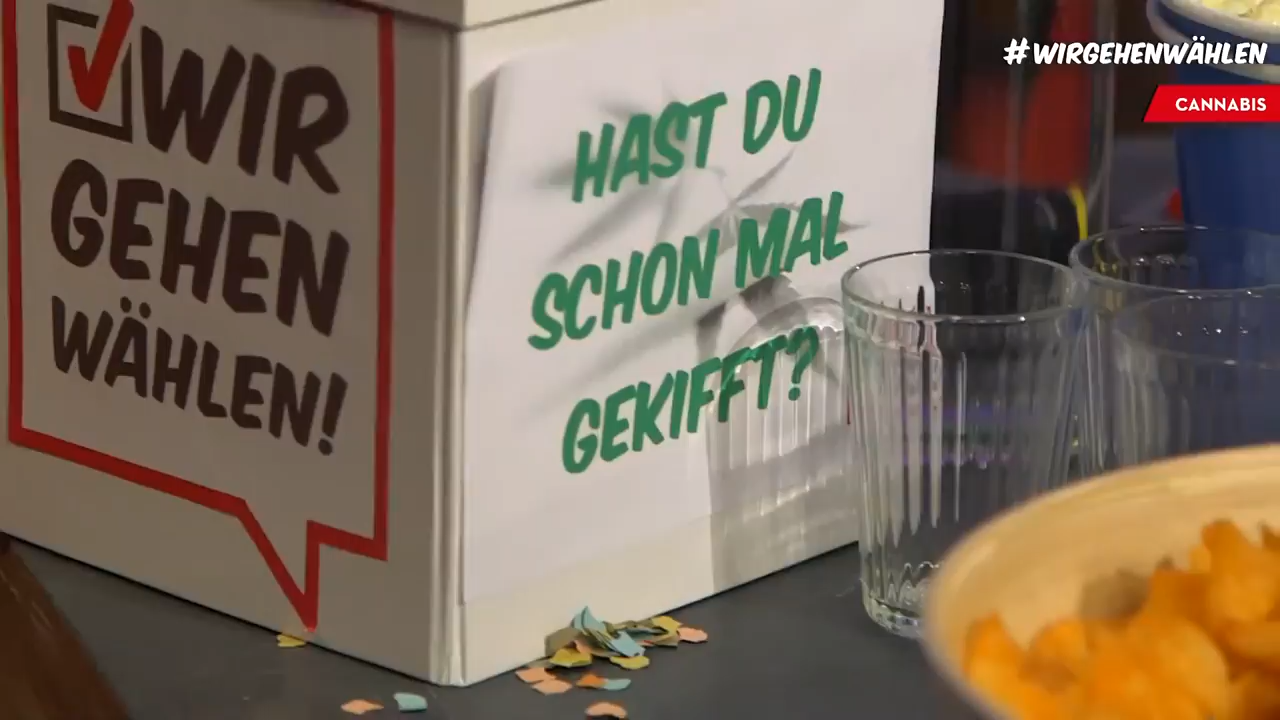 #WIRGEHENWÄHLEN
CANNABIS
WIR
GEHEN
WÄHLEN!
HAST DU
SCHON MAL
GEKIFFT?